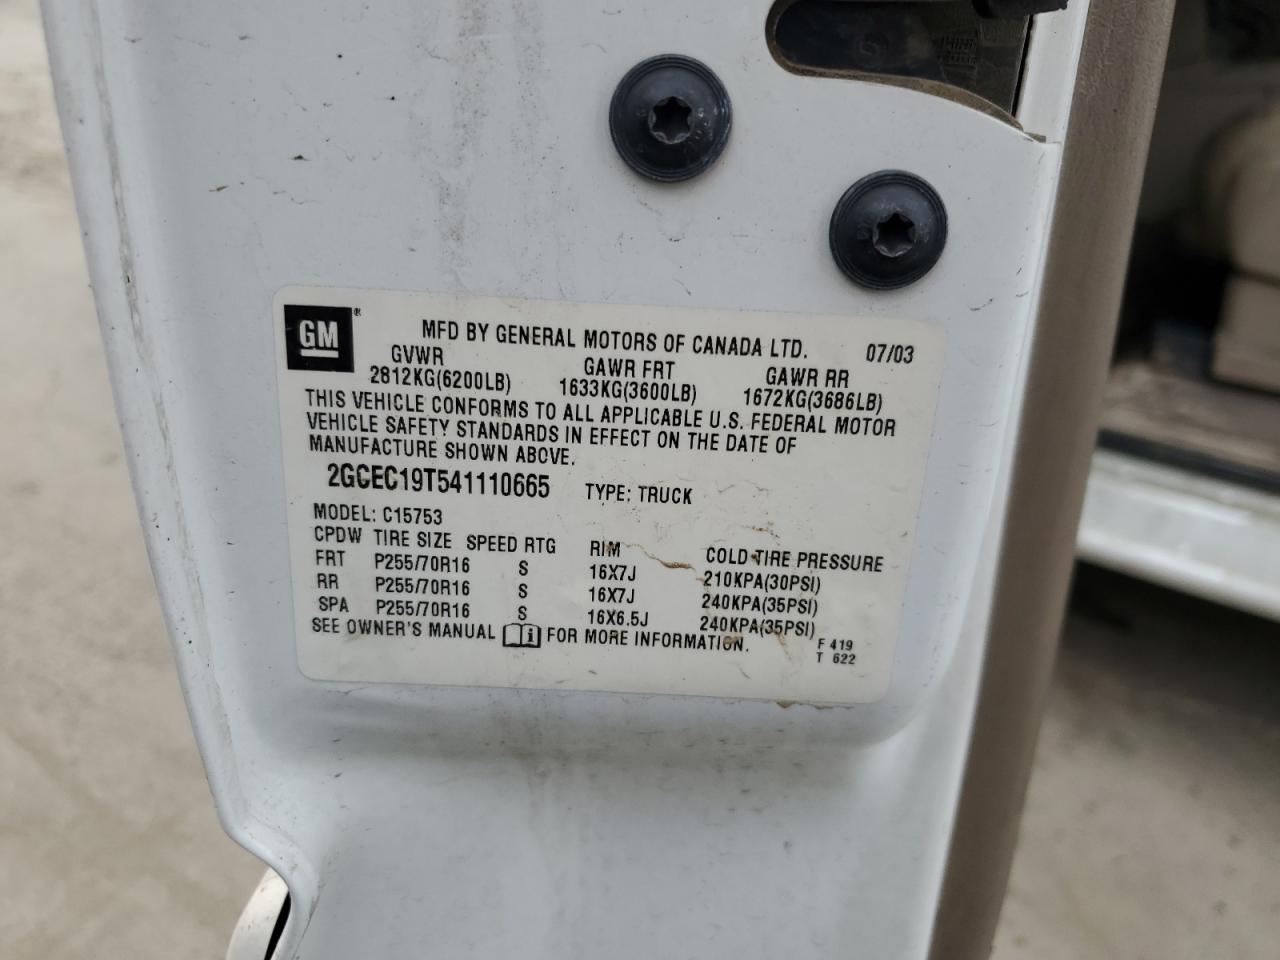 GM®
MFD BY GENERAL MOTORS OF CANADA LTD. 07/03
GVWR GAWR FRT GAWR RR
2812KG(6200LB) 1633KG(3600LB) 1672KG(3686LB)
THIS VEHICLE CONFORMS TO ALL APPLICABLE U.S. FEDERAL MOTOR
VEHICLE SAFETY STANDARDS IN EFFECT ON THE DATE OF
MANUFACTURE SHOWN ABOVE.
2GCEC19T541110665 TYPE: TRUCK
MODEL: C15753
CPDW TIRE SIZE SPEED RTG RIM COLD TIRE PRESSURE
FRT P255/70R16 S 16X7J 210KPA(30PSI)
RR P255/70R16 S 16X7J 240KPA(35PSI)
SPA P255/70R16 S 16X6.5J 240KPA(35PSI)
SEE OWNER'S MANUAL FOR MORE INFORMATION.
F 419
T 622